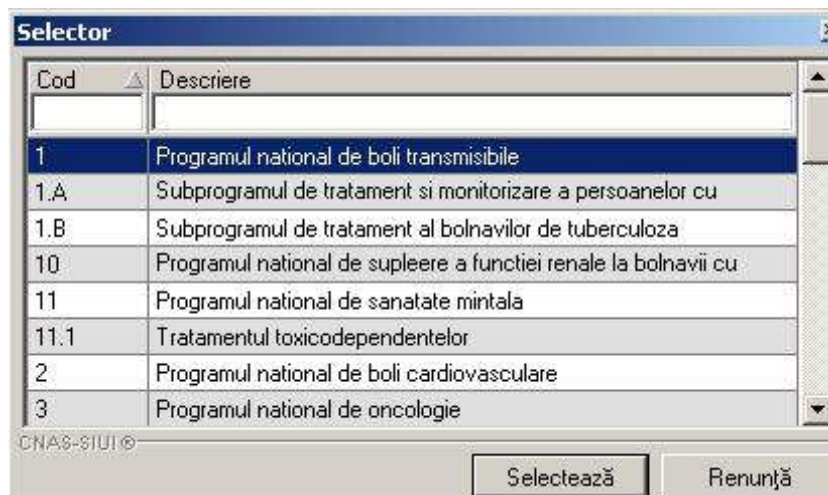 Selector
Cod Descriere
1 Programul national de boli transmisibile
1.A Subprogramul de tratament si monitorizare a persoanelor cu
1.B Subprogramul de tratament al bolnavilor de tuberculoza
10 Programul national de supleere a functiei renale la bolnavii cu
11 Programul national de sanatate mintala
11.1 Tratamentul toxicodependentelor
2 Programul national de boli cardiovasculare
3 Programul national de oncologie
CNAS-SIUI ®
Selectează Renunţă